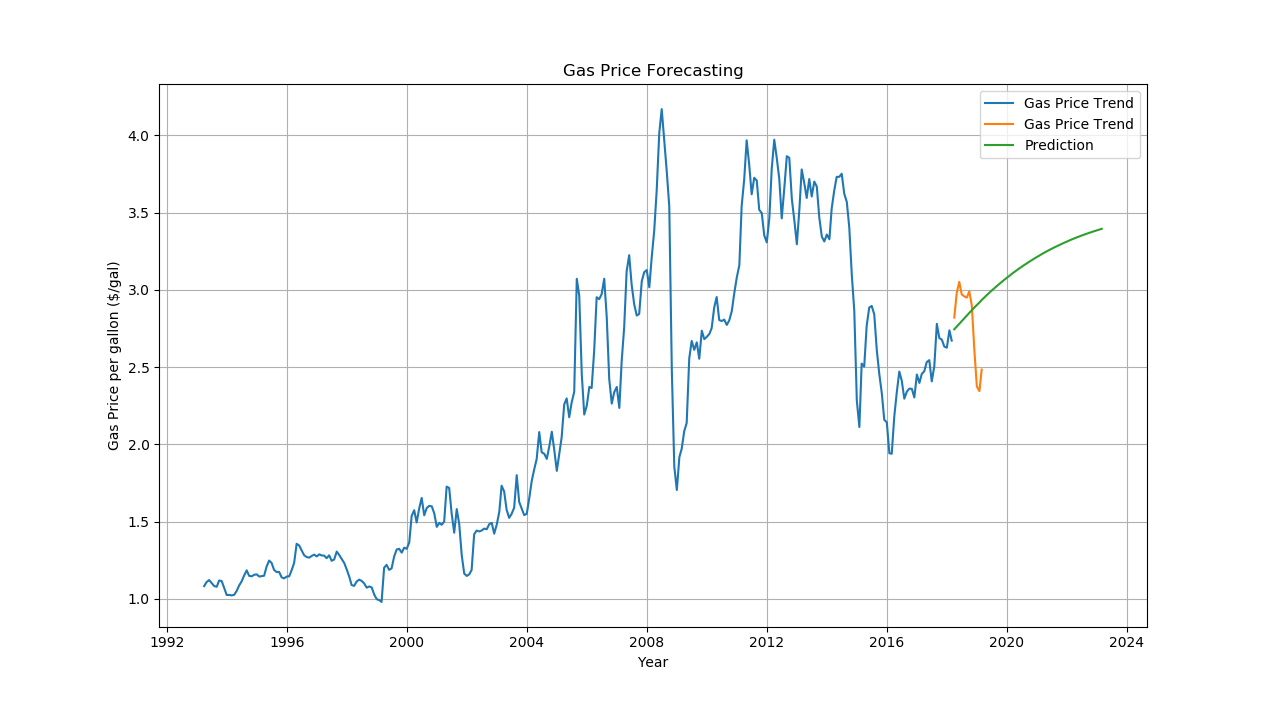 Gas Price Forecasting
Gas Price Trend
Gas Price Trend
Prediction
4.0
3.5
3.0
2.5
2.0
1.5
1.0
Gas Price per gallon ($/gal)
1992 1996 2000 2004 2008 2012 2016 2020 2024
Year